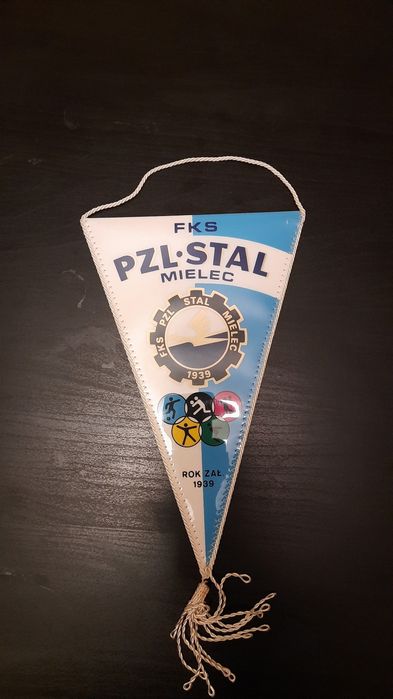 FKS
PZL·STAL
MIELEC
FKS PZL STAL MIELEC
1939
ROK ZAŁ.
1939